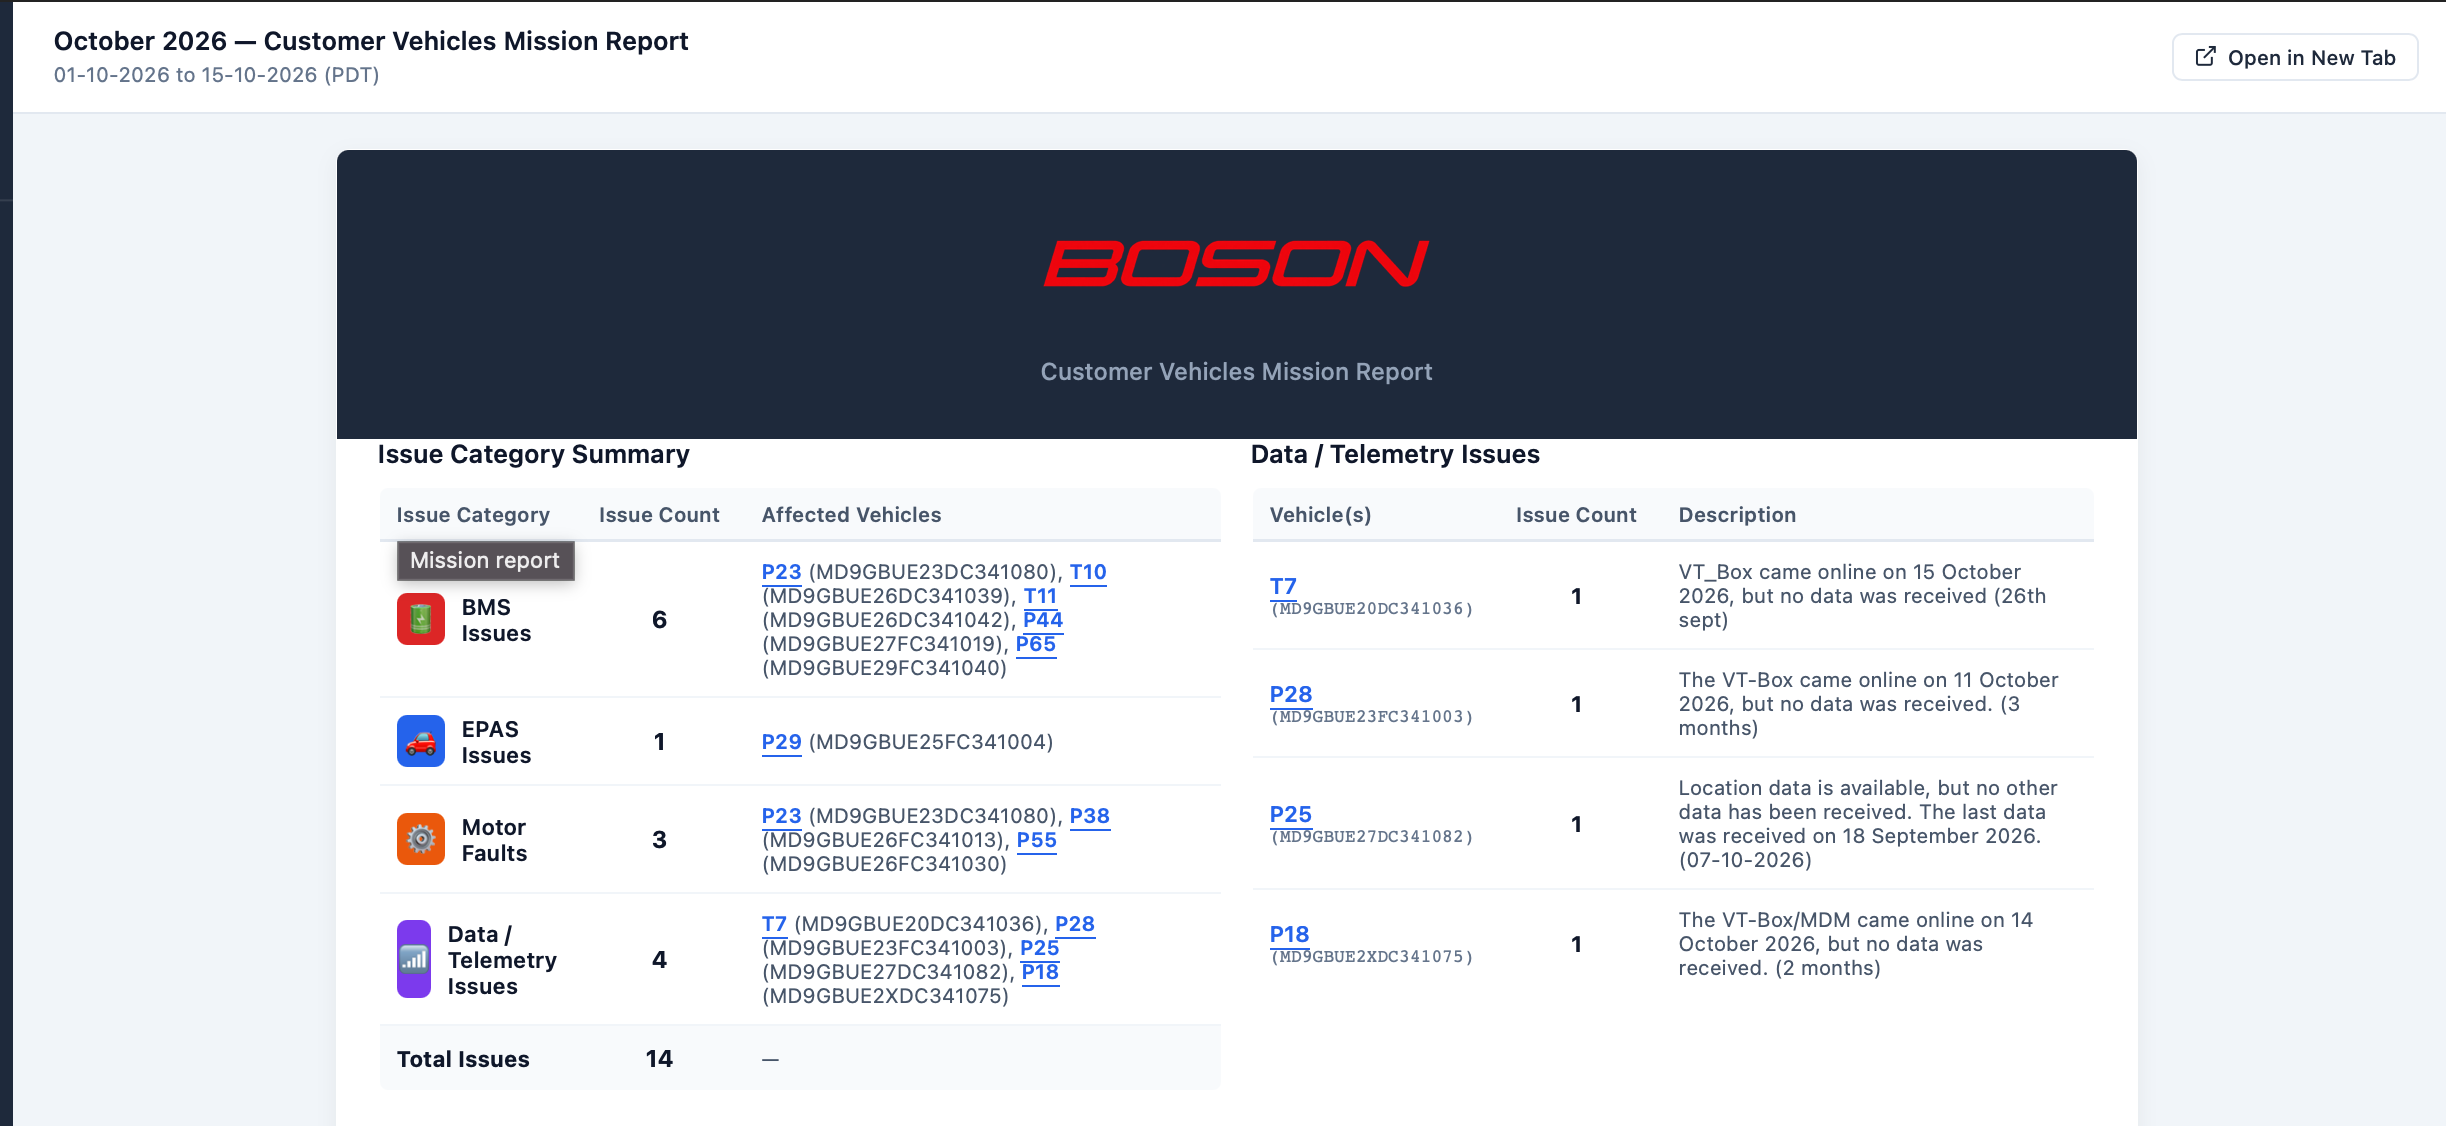 October 2026 — Customer Vehicles Mission Report
01-10-2026 to 15-10-2026 (PDT)
Open in New Tab
BOSON
Customer Vehicles Mission Report
Issue Category Summary
Issue Category Issue Count Affected Vehicles
Mission report
BMS
Issues
6
P23 (MD9GBUE23DC341080), T10
(MD9GBUE26DC341039), T11
(MD9GBUE26DC341042), P44
(MD9GBUE27FC341019), P65
(MD9GBUE29FC341040)
EPAS
Issues
1
P29 (MD9GBUE25FC341004)
Motor
Faults
3
P23 (MD9GBUE23DC341080), P38
(MD9GBUE26FC341013), P55
(MD9GBUE26FC341030)
Data /
Telemetry
Issues
4
T7 (MD9GBUE20DC341036), P28
(MD9GBUE23FC341003), P25
(MD9GBUE27DC341082), P18
(MD9GBUE2XDC341075)
Total Issues 14 —
Data / Telemetry Issues
Vehicle(s) Issue Count Description
T7
(MD9GBUE20DC341036)
1
VT_Box came online on 15 October
2026, but no data was received (26th
sept)
P28
(MD9GBUE23FC341003)
1
The VT-Box came online on 11 October
2026, but no data was received. (3
months)
P25
(MD9GBUE27DC341082)
1
Location data is available, but no other
data has been received. The last data
was received on 18 September 2026.
(07-10-2026)
P18
(MD9GBUE2XDC341075)
1
The VT-Box/MDM came online on 14
October 2026, but no data was
received. (2 months)